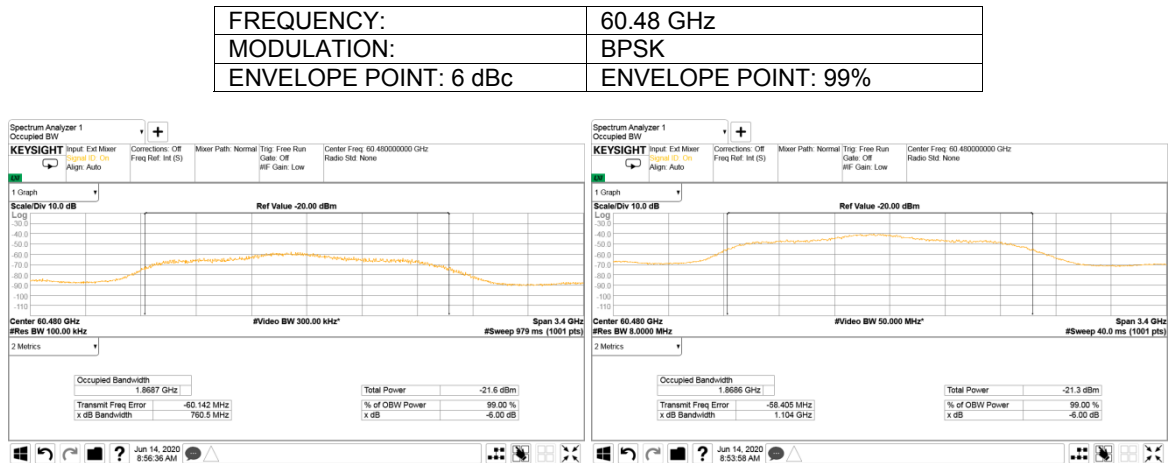 FREQUENCY: 60.48 GHz
MODULATION: BPSK
ENVELOPE POINT: 6 dBc ENVELOPE POINT: 99%
Spectrum Analyzer 1
Occupied BW
+
KEYSIGHT Input: Ext Mixer Corrections: Off Mixer Path: Normal Trig: Free Run Center Freq: 60.480000000 GHz
Signal ID: On Freq Ref: Int (S) Gate: Off Radio Std: None
Align: Auto #IF Gain: Low
1 Graph
Scale/Div 10.0 dB Ref Value -20.00 dBm
Log
-30.0
-40.0
-50.0
-60.0
-70.0
-80.0
-90.0
-100
-110
Center 60.480 GHz #Video BW 300.00 kHz* Span 3.4 GHz
#Res BW 100.00 kHz #Sweep 979 ms (1001 pts)
2 Metrics
Occupied Bandwidth
1.8687 GHz Total Power -21.6 dBm
Transmit Freq Error -60.142 MHz % of OBW Power 99.00 %
x dB Bandwidth 760.5 MHz x dB -6.00 dB
? Jun 14, 2020
8:56:36 AM
Spectrum Analyzer 1
Occupied BW
+
KEYSIGHT Input: Ext Mixer Corrections: Off Mixer Path: Normal Trig: Free Run Center Freq: 60.480000000 GHz
Signal ID: On Freq Ref: Int (S) Gate: Off Radio Std: None
Align: Auto #IF Gain: Low
1 Graph
Scale/Div 10.0 dB Ref Value -20.00 dBm
Log
-30.0
-40.0
-50.0
-60.0
-70.0
-80.0
-90.0
-100
-110
Center 60.480 GHz #Video BW 50.000 MHz* Span 3.4 GHz
#Res BW 8.0000 MHz #Sweep 40.0 ms (1001 pts)
2 Metrics
Occupied Bandwidth
1.8686 GHz Total Power -21.3 dBm
Transmit Freq Error -58.405 MHz % of OBW Power 99.00 %
x dB Bandwidth 1.104 GHz x dB -6.00 dB
? Jun 14, 2020
8:53:58 AM